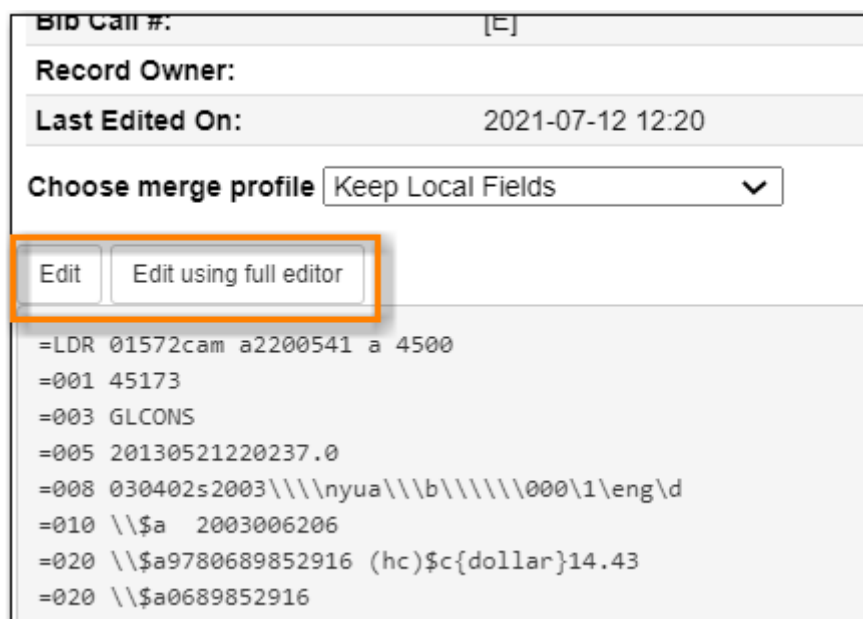 Bib Call #: [E]
Record Owner:
Last Edited On: 2021-07-12 12:20
Choose merge profile Keep Local Fields
Edit Edit using full editor
=LDR 01572cam a2200541 a 4500
=001 45173
=003 GLCONS
=005 20130521220237.0
=008 030402s2003\\\\nyua\\\b\\\\\\000\1\eng\d
=010 \\$a  2003006206
=020 \\$a9780689852916 (hc)$c{dollar}14.43
=020 \\$a0689852916